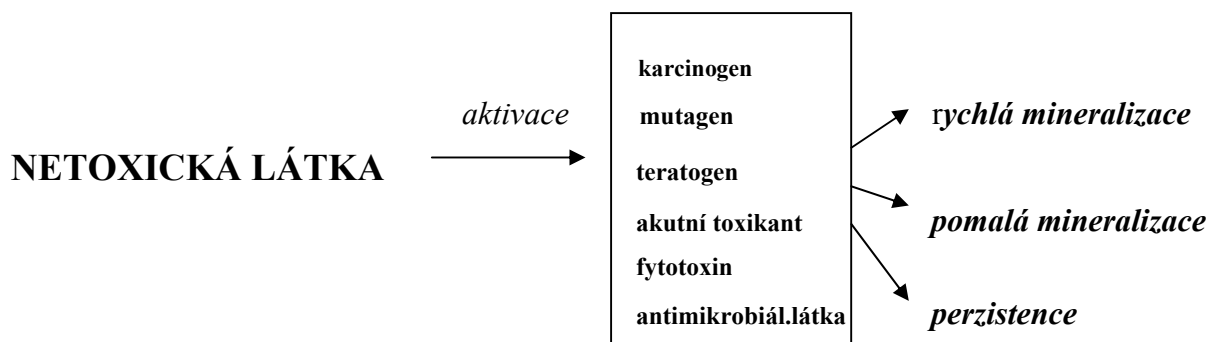 NETOXICKÁ LÁTKA
aktivace
karcinogen
mutagen
teratogen
akutní toxikant
fytotoxin
antimikrobiál.látka
rychlá mineralizace
pomalá mineralizace
perzistence